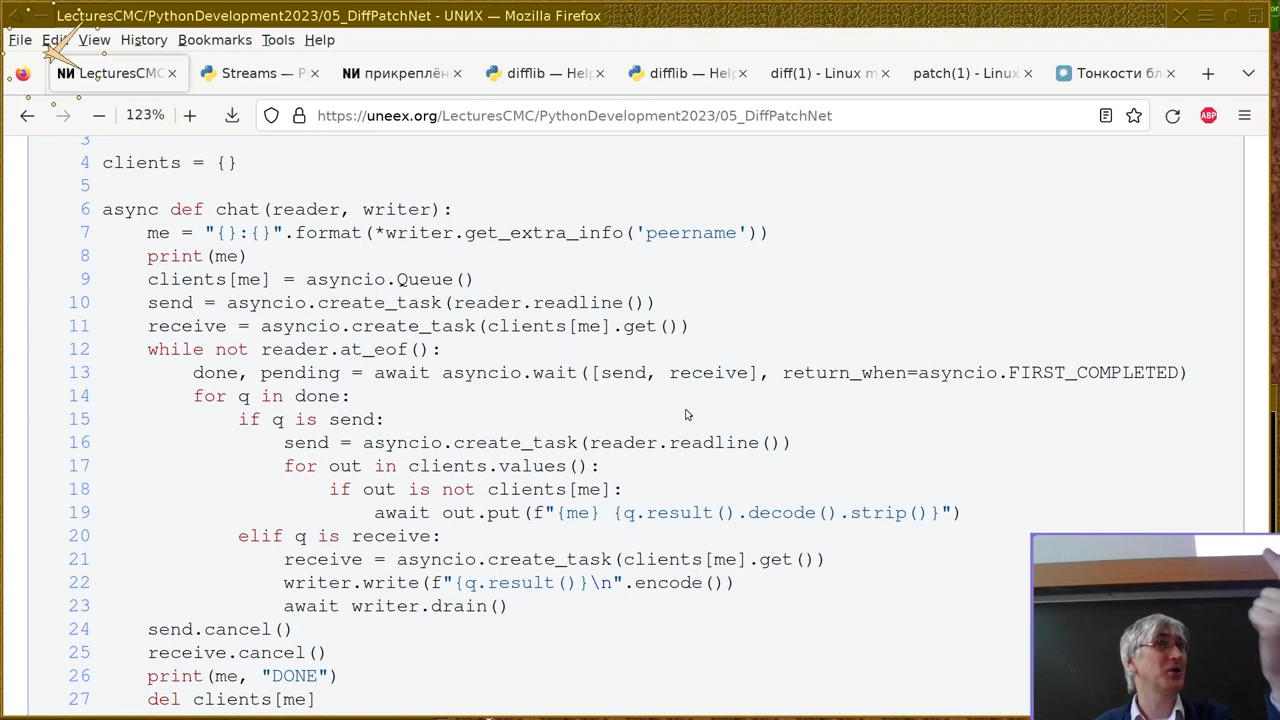 LecturesCMC/PythonDevelopment2023/05_DiffPatchNet - UNИX — Mozilla Firefox
File Edit View History Bookmarks Tools Help
NИ LecturesCMC Streams — P NИ прикреплён difflib — Help difflib — Help diff(1) - Linux m patch(1) - Linux Тонкости бл
123% https://uneex.org/LecturesCMC/PythonDevelopment2023/05_DiffPatchNet ABP
3
4 clients = {}
5
6 async def chat(reader, writer):
7 me = "{}:{}".format(*writer.get_extra_info('peername'))
8 print(me)
9 clients[me] = asyncio.Queue()
10 send = asyncio.create_task(reader.readline())
11 receive = asyncio.create_task(clients[me].get())
12 while not reader.at_eof():
13 done, pending = await asyncio.wait([send, receive], return_when=asyncio.FIRST_COMPLETED)
14 for q in done:
15 if q is send:
16 send = asyncio.create_task(reader.readline())
17 for out in clients.values():
18 if out is not clients[me]:
19 await out.put(f"{me} {q.result().decode().strip()}")
20 elif q is receive:
21 receive = asyncio.create_task(clients[me].get())
22 writer.write(f"{q.result()}\n".encode())
23 await writer.drain()
24 send.cancel()
25 receive.cancel()
26 print(me, "DONE")
27 del clients[me]